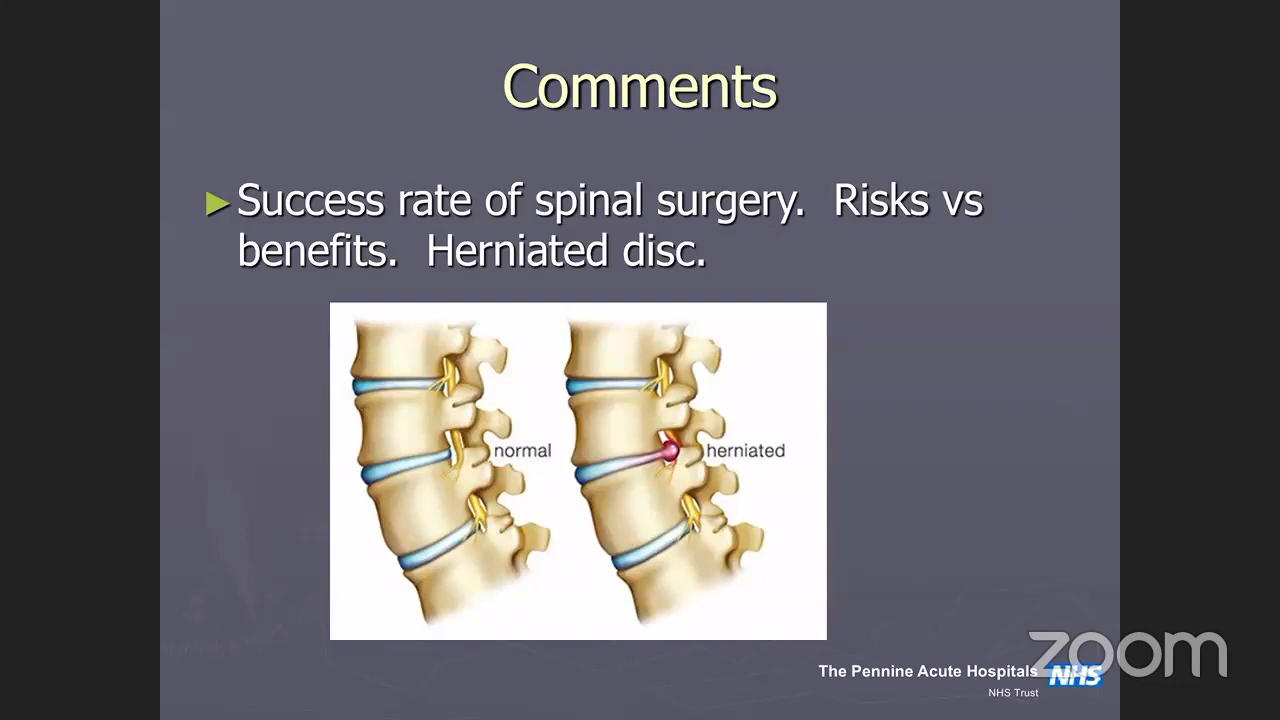 Comments
Success rate of spinal surgery. Risks vs
benefits. Herniated disc.
normal
herniated
zoom
The Pennine Acute Hospitals NHS
NHS Trust